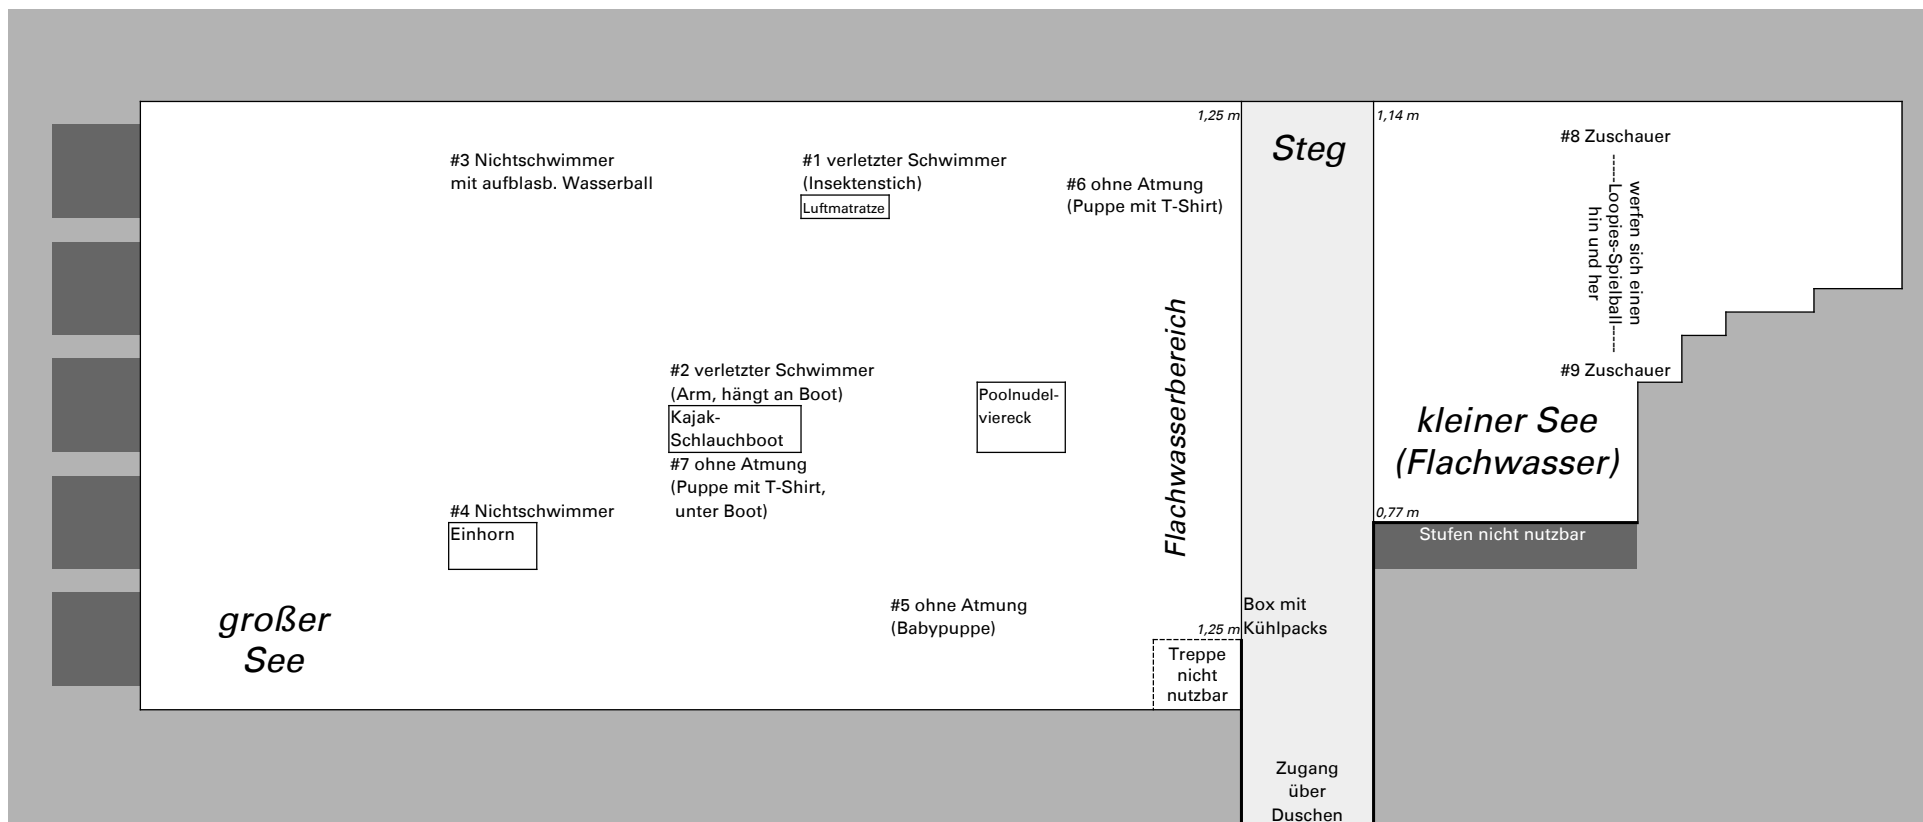 #3 Nichtschwimmer
mit aufblasb. Wasserball
#1 verletzter Schwimmer
(Insektenstich)
Luftmatratze
#6 ohne Atmung
(Puppe mit T-Shirt)
1,25 m
Steg
1,14 m
#8 Zuschauer
werfen sich einen
Loopies-Spielball
hin und her
#9 Zuschauer
#2 verletzter Schwimmer
(Arm, hängt an Boot)
Kajak-
Schlauchboot
#7 ohne Atmung
(Puppe mit T-Shirt,
unter Boot)
Poolnudel-
viereck
Flachwasserbereich
kleiner See
(Flachwasser)
0,77 m
Stufen nicht nutzbar
#4 Nichtschwimmer
Einhorn
großer
See
#5 ohne Atmung
(Babypuppe)
1,25 m
Box mit
Kühlpacks
Treppe
nicht
nutzbar
Zugang
über
Duschen